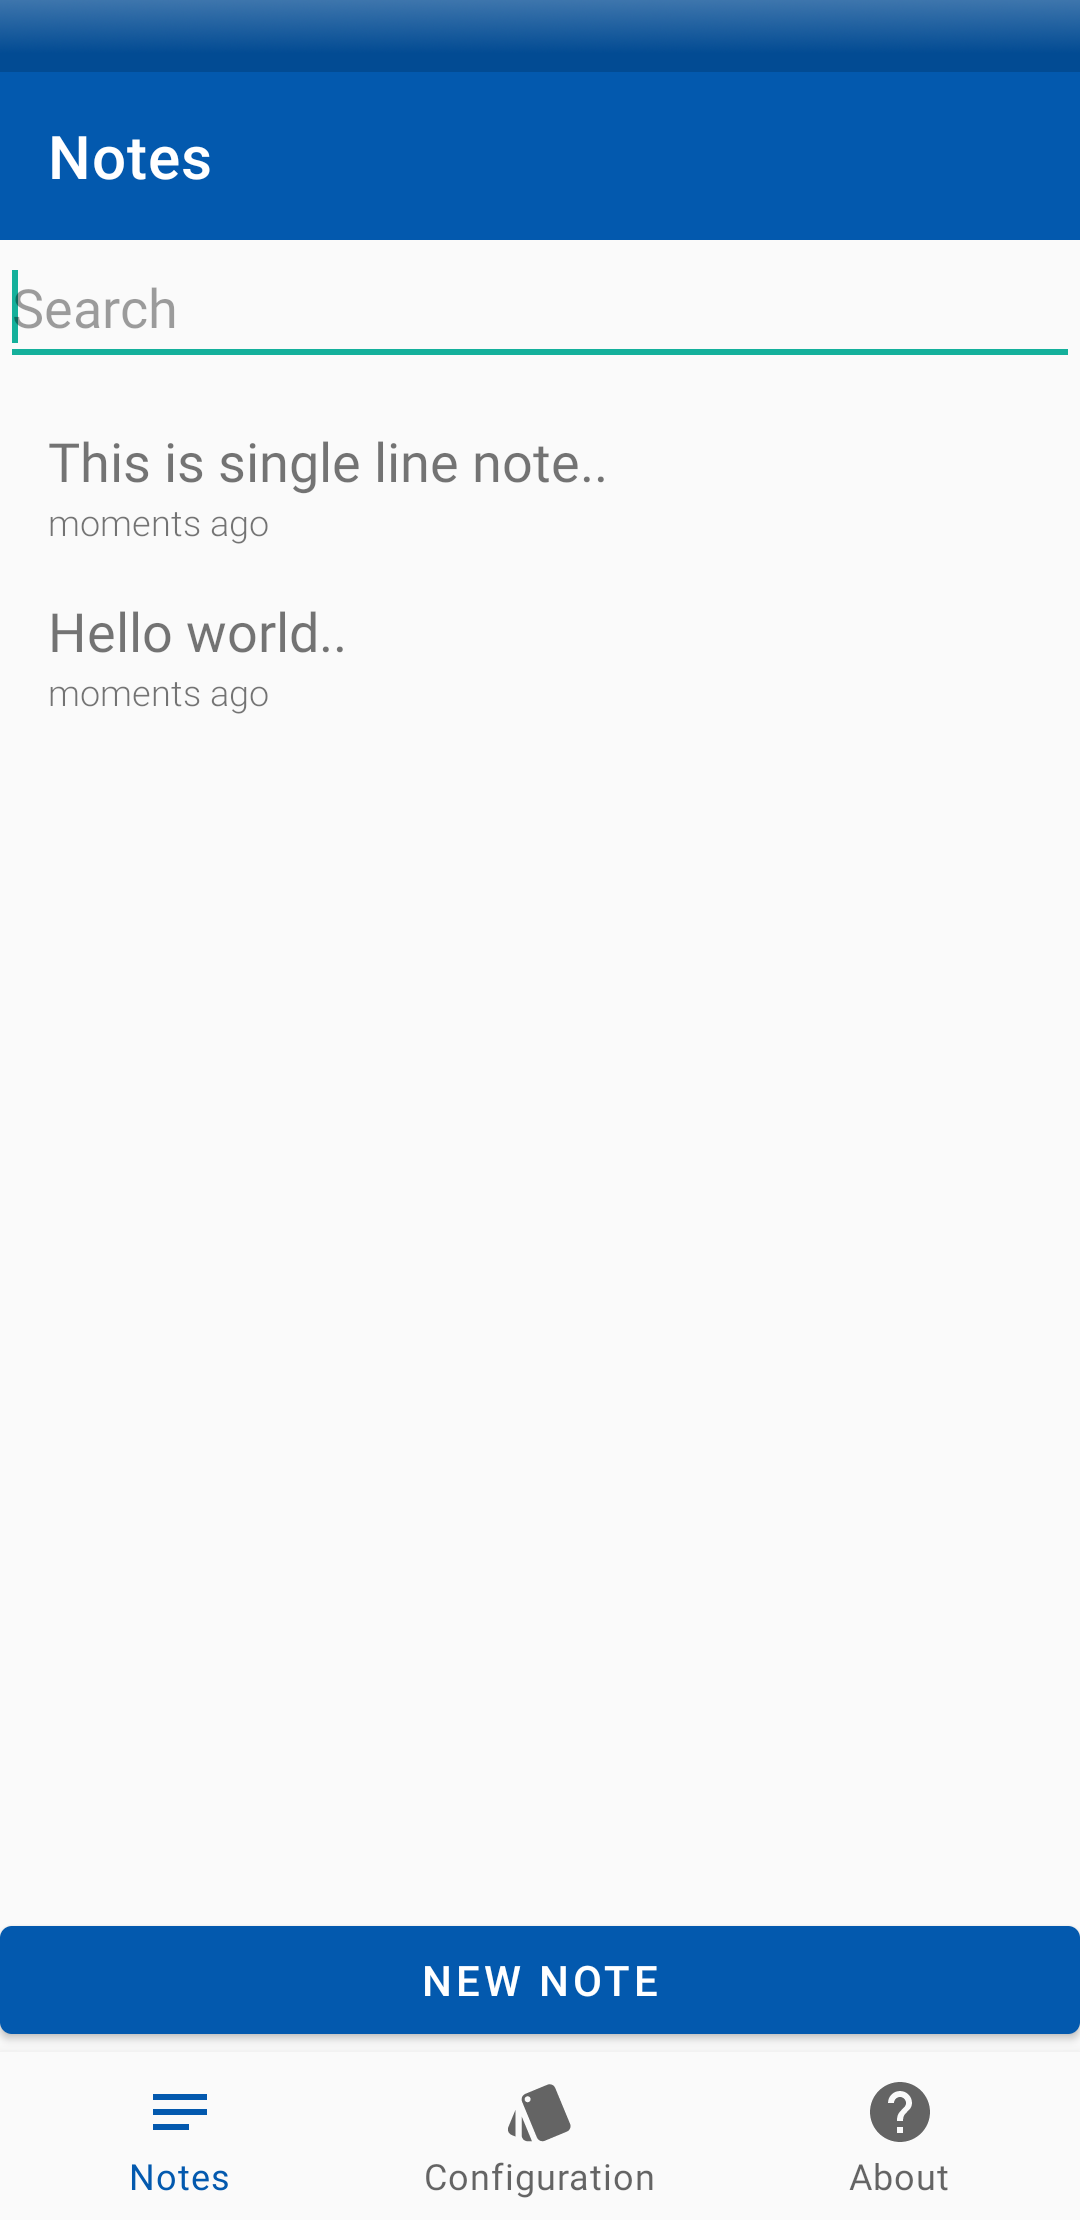 Notes
Search
This is single line note..
moments ago
Hello world..
moments ago
NEW NOTE
Notes
Configuration
About